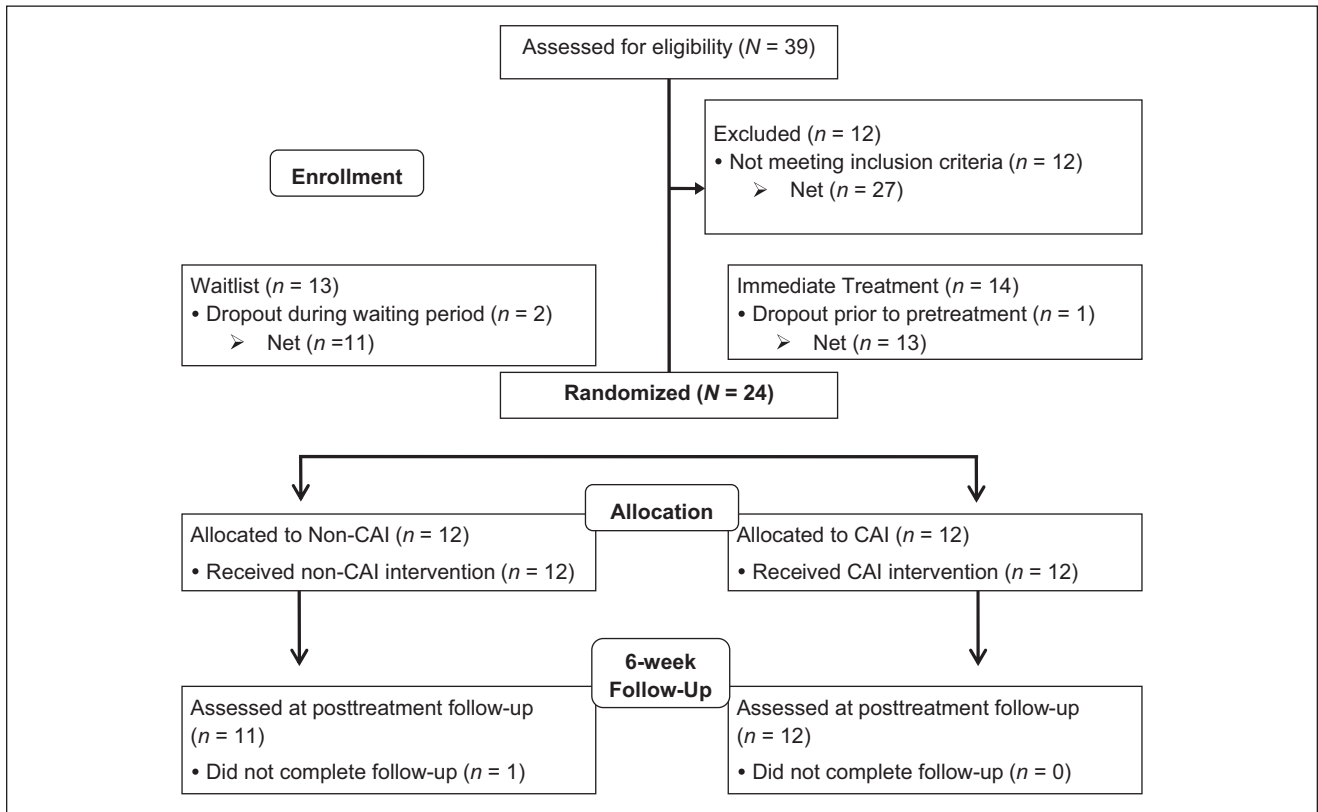 Assessed for eligibility (N = 39)
Excluded (n = 12)
• Not meeting inclusion criteria (n = 12)
➢ Net (n = 27)
Enrollment
Waitlist (n = 13)
• Dropout during waiting period (n = 2)
➢ Net (n =11)
Immediate Treatment (n = 14)
• Dropout prior to pretreatment (n = 1)
➢ Net (n = 13)
Randomized (N = 24)
Allocation
Allocated to Non-CAI (n = 12)
• Received non-CAI intervention (n = 12)
Allocated to CAI (n = 12)
• Received CAI intervention (n = 12)
6-week
Follow-Up
Assessed at posttreatment follow-up
(n = 11)
• Did not complete follow-up (n = 1)
Assessed at posttreatment follow-up
(n = 12)
• Did not complete follow-up (n = 0)